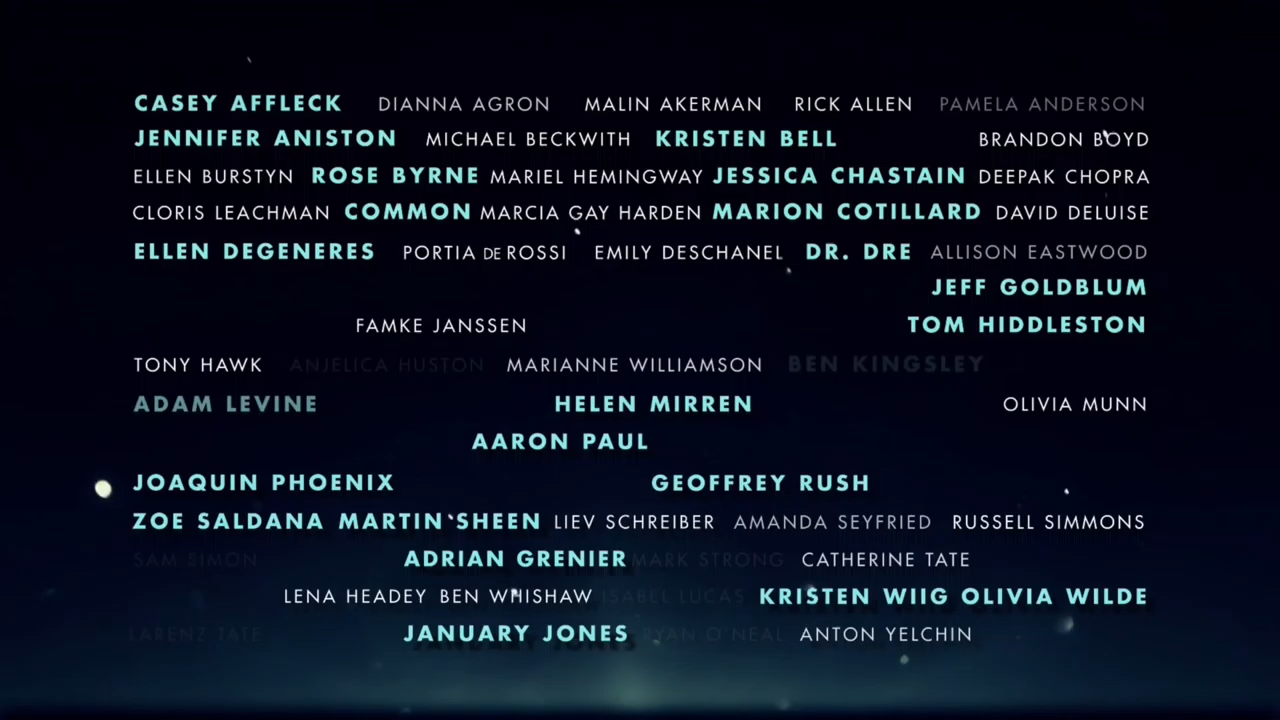 CASEY AFFLECK DIANNA AGRON MALIN AKERMAN RICK ALLEN PAMELA ANDERSON
JENNIFER ANISTON MICHAEL BECKWITH KRISTEN BELL BRANDON BOYD
ELLEN BURSTYN ROSE BYRNE MARIEL HEMINGWAY JESSICA CHASTAIN DEEPAK CHOPRA
CLORIS LEACHMAN COMMON MARCIA GAY HARDEN MARION COTILLARD DAVID DELUISE
ELLEN DEGENERES PORTIA DE ROSSI EMILY DESCHANEL DR. DRE ALLISON EASTWOOD
JEFF GOLDBLUM
FAMKE JANSSEN TOM HIDDLESTON
TONY HAWK ANJELICA HUSTON MARIANNE WILLIAMSON BEN KINGSLEY
ADAM LEVINE HELEN MIRREN OLIVIA MUNN
AARON PAUL
JOAQUIN PHOENIX GEOFFREY RUSH
ZOE SALDANA MARTIN SHEEN LIEV SCHREIBER AMANDA SEYFRIED RUSSELL SIMMONS
SAM SIMON ADRIAN GRENIER MARK STRONG CATHERINE TATE
LENA HEADEY BEN WHISHAW ISABEL LUCAS KRISTEN WIIG OLIVIA WILDE
LARENZ TATE JANUARY JONES RYAN O'NEAL ANTON YELCHIN